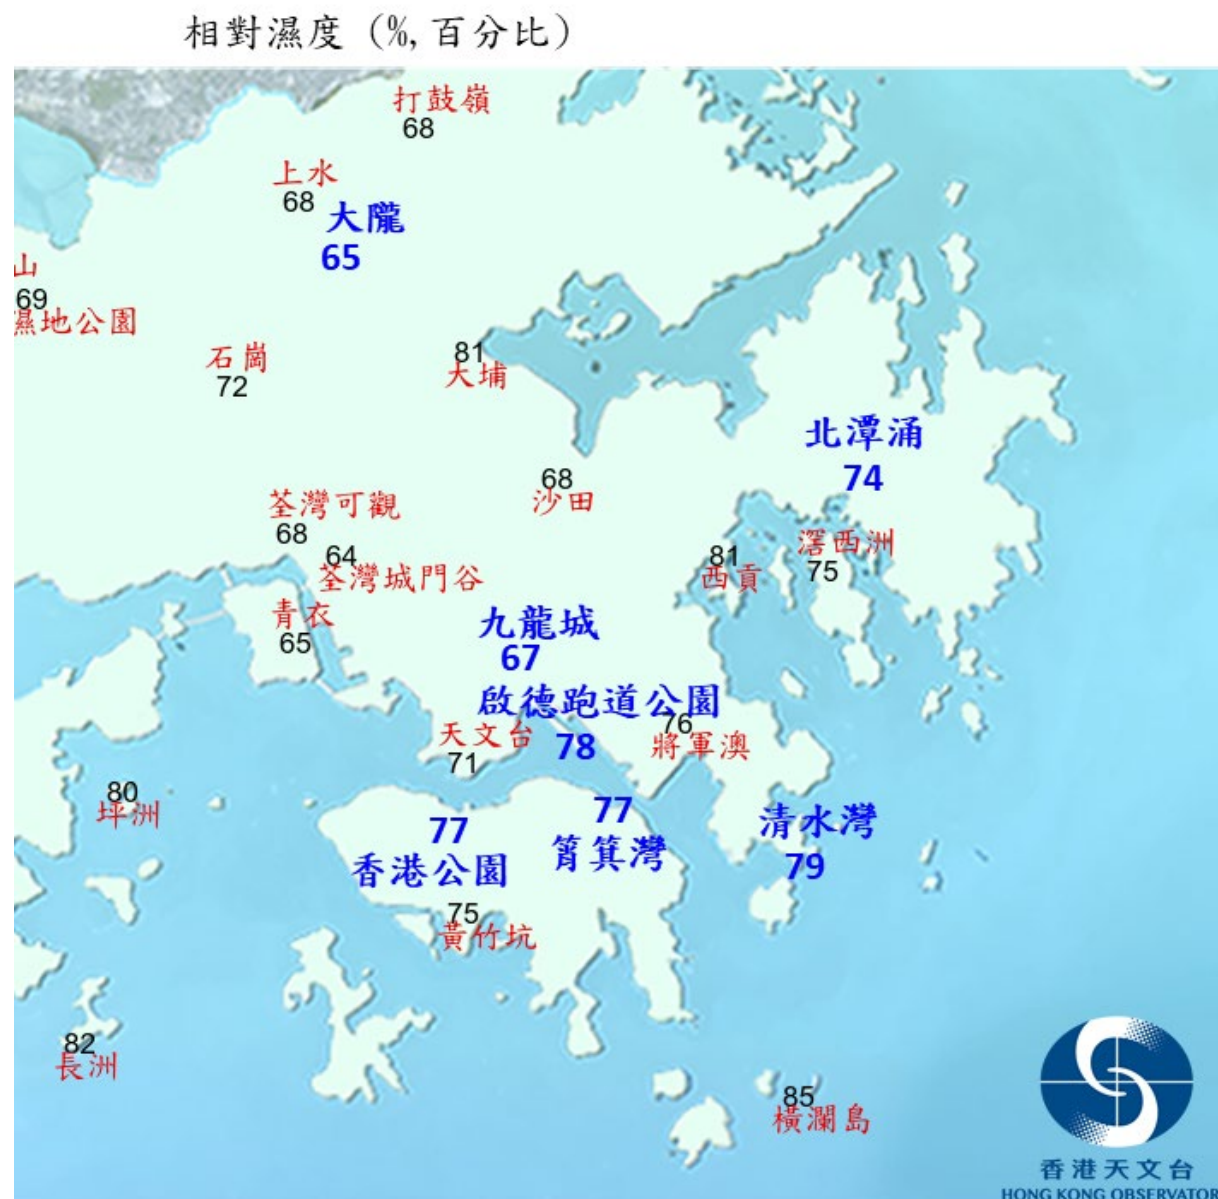 相對濕度 (%, 百分比)
打鼓嶺
68
上水
68
大隴
65
山
69
濕地公園
石崗
72
81
大埔
北潭涌
74
68
沙田
荃灣可觀
68
64
荃灣城門谷
滘西洲
75
81
西貢
青衣
65
九龍城
67
啟德跑道公園
78
76
將軍澳
天文台
71
80
坪洲
77
香港公園
77
筲箕灣
清水灣
79
75
黃竹坑
82
長洲
85
橫瀾島
香港天文台
HONG KONG OBSERVATOR